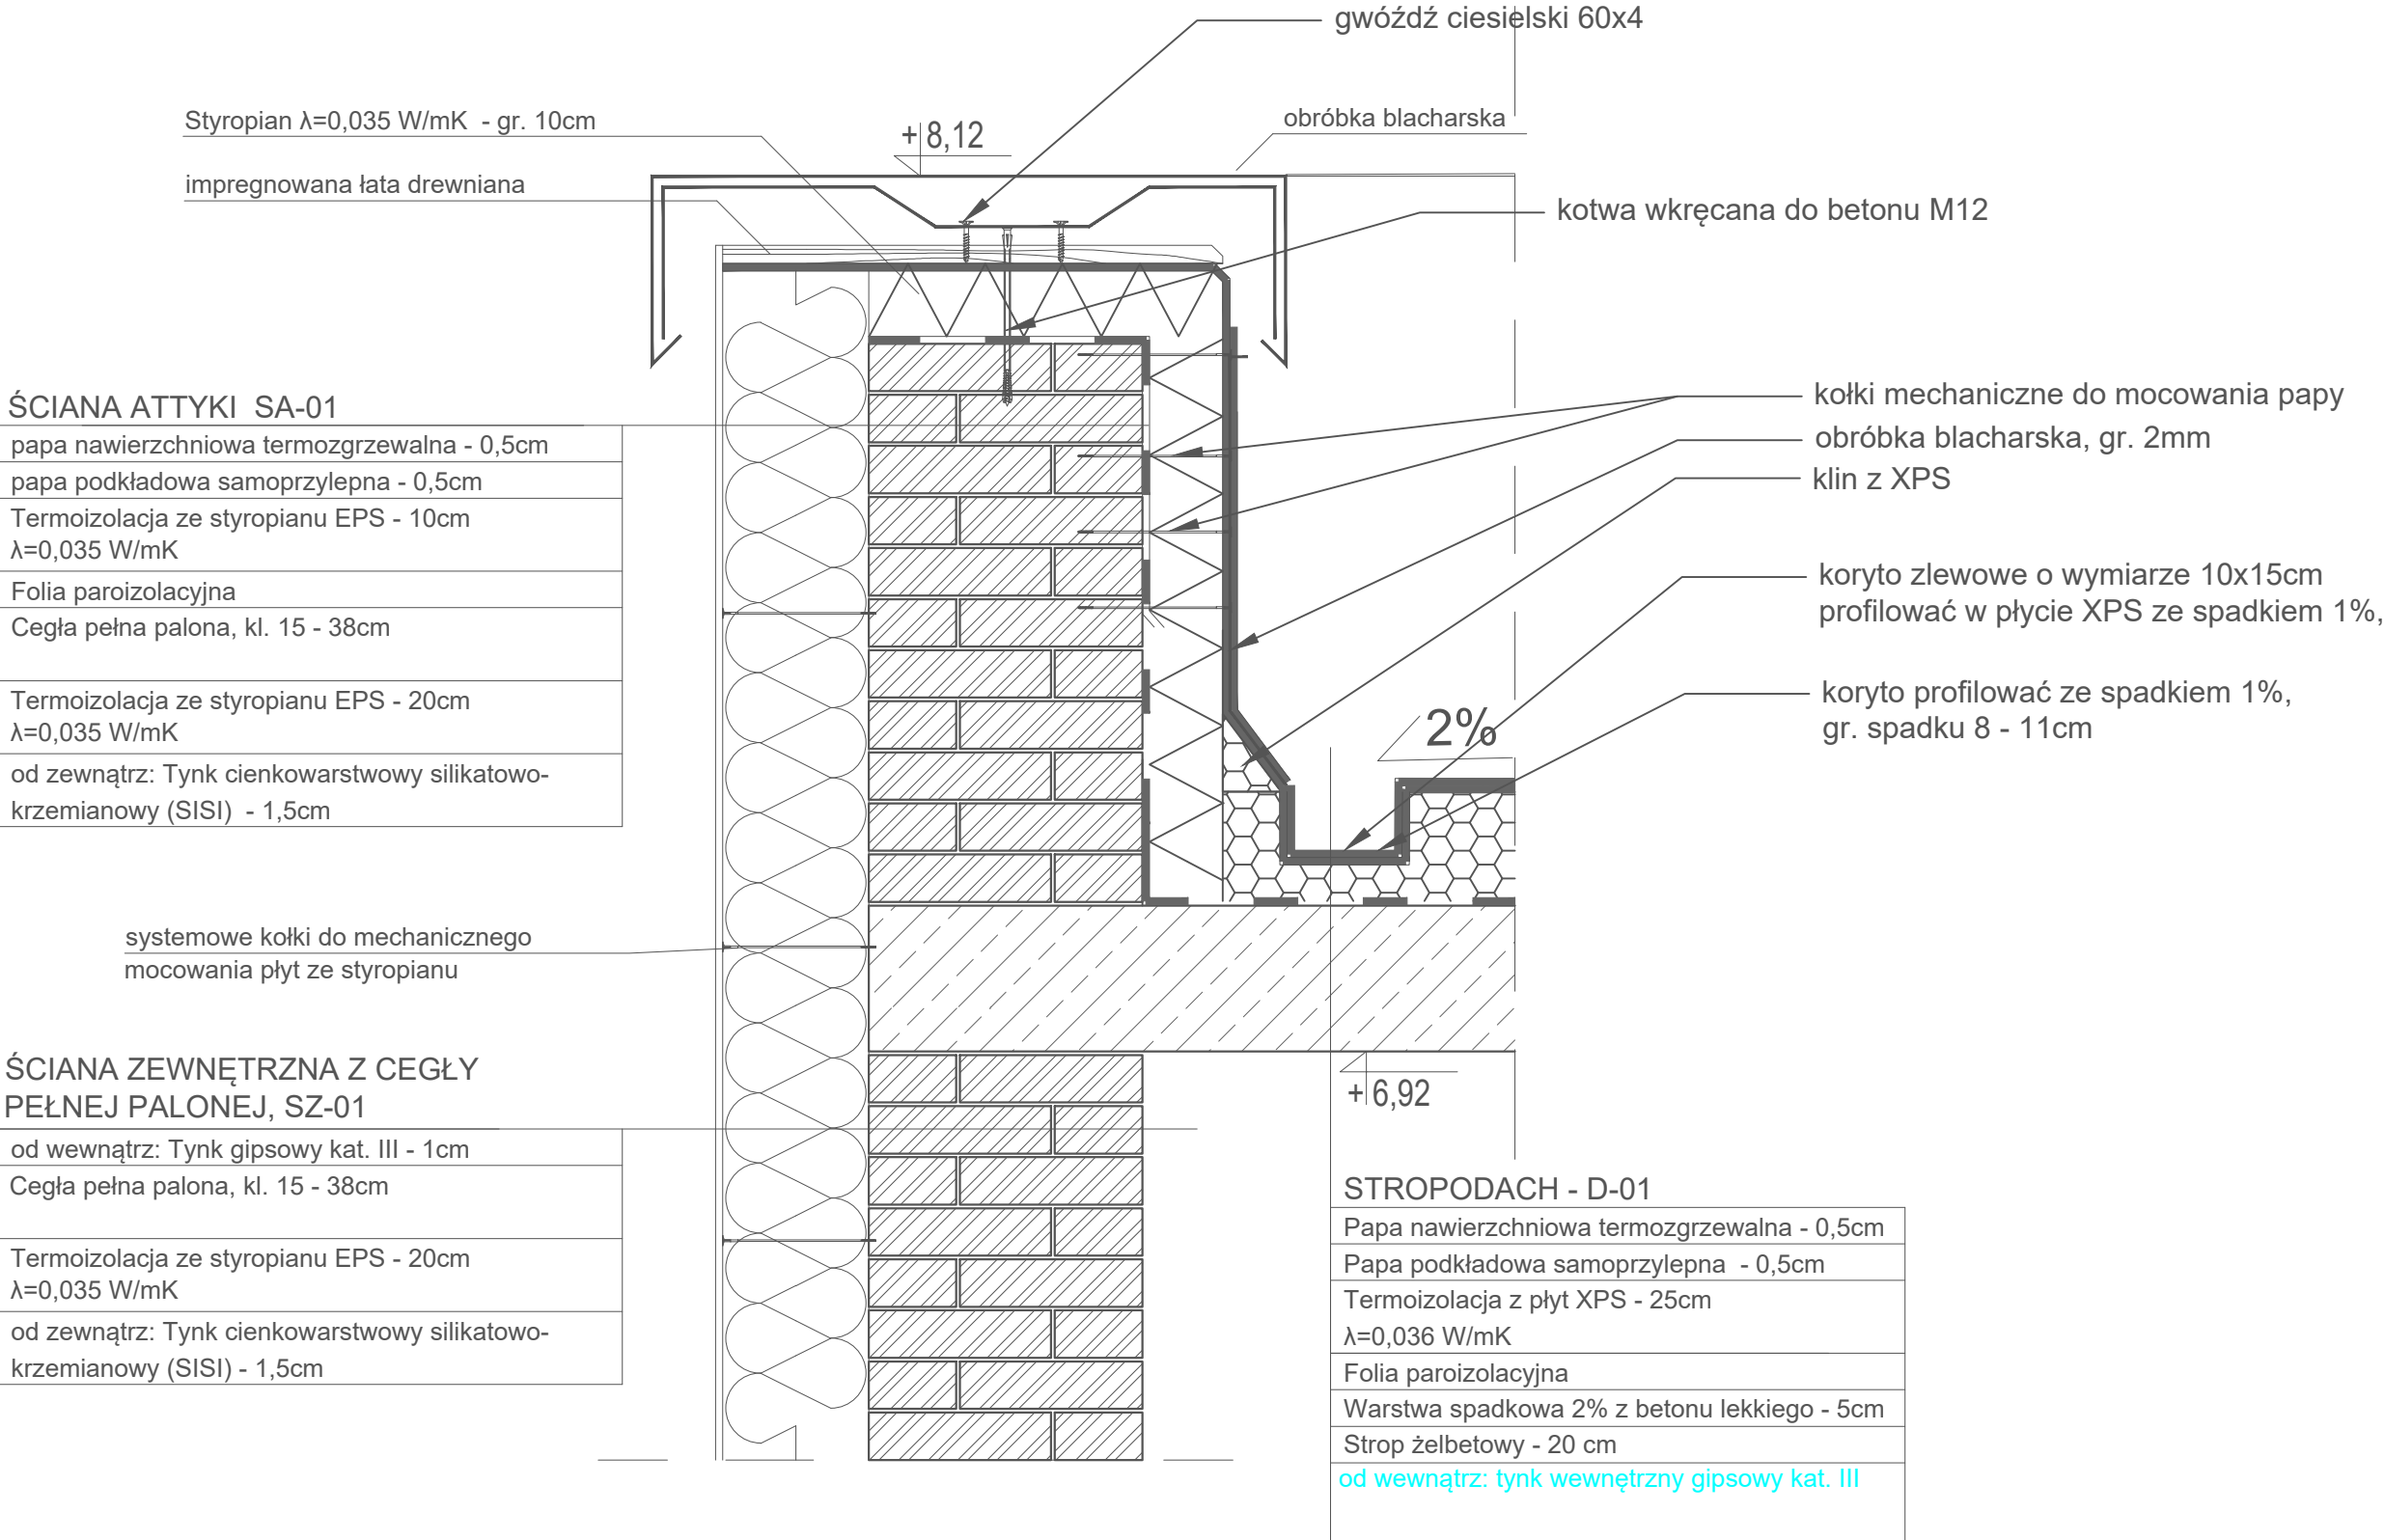 gwóźdź ciesielski 60x4
Styropian λ=0,035 W/mK - gr. 10cm
+8,12
obróbka blacharska
impregnowana łata drewniana
kotwa wkręcana do betonu M12
ŚCIANA ATTYKI SA-01
papa nawierzchniowa termozgrzewalna - 0,5cm
papa podkładowa samoprzylepna - 0,5cm
Termoizolacja ze styropianu EPS - 10cm
λ=0,035 W/mK
Folia paroizolacyjna
Cegła pełna palona, kl. 15 - 38cm
Termoizolacja ze styropianu EPS - 20cm
λ=0,035 W/mK
od zewnątrz: Tynk cienkowarstwowy silikatowo-
krzemianowy (SISI) - 1,5cm
kołki mechaniczne do mocowania papy
obróbka blacharska, gr. 2mm
klin z XPS
koryto zlewowe o wymiarze 10x15cm
profilować w płycie XPS ze spadkiem 1%,
koryto profilować ze spadkiem 1%,
gr. spadku 8 - 11cm
2%
systemowe kołki do mechanicznego
mocowania płyt ze styropianu
+6,92
ŚCIANA ZEWNĘTRZNA Z CEGŁY
PEŁNEJ PALONEJ, SZ-01
od wewnątrz: Tynk gipsowy kat. III - 1cm
Cegła pełna palona, kl. 15 - 38cm
Termoizolacja ze styropianu EPS - 20cm
λ=0,035 W/mK
od zewnątrz: Tynk cienkowarstwowy silikatowo-
krzemianowy (SISI) - 1,5cm
STROPODACH - D-01
Papa nawierzchniowa termozgrzewalna - 0,5cm
Papa podkładowa samoprzylepna - 0,5cm
Termoizolacja z płyt XPS - 25cm
λ=0,036 W/mK
Folia paroizolacyjna
Warstwa spadkowa 2% z betonu lekkiego - 5cm
Strop żelbetowy - 20 cm
od wewnątrz: tynk wewnętrzny gipsowy kat. III